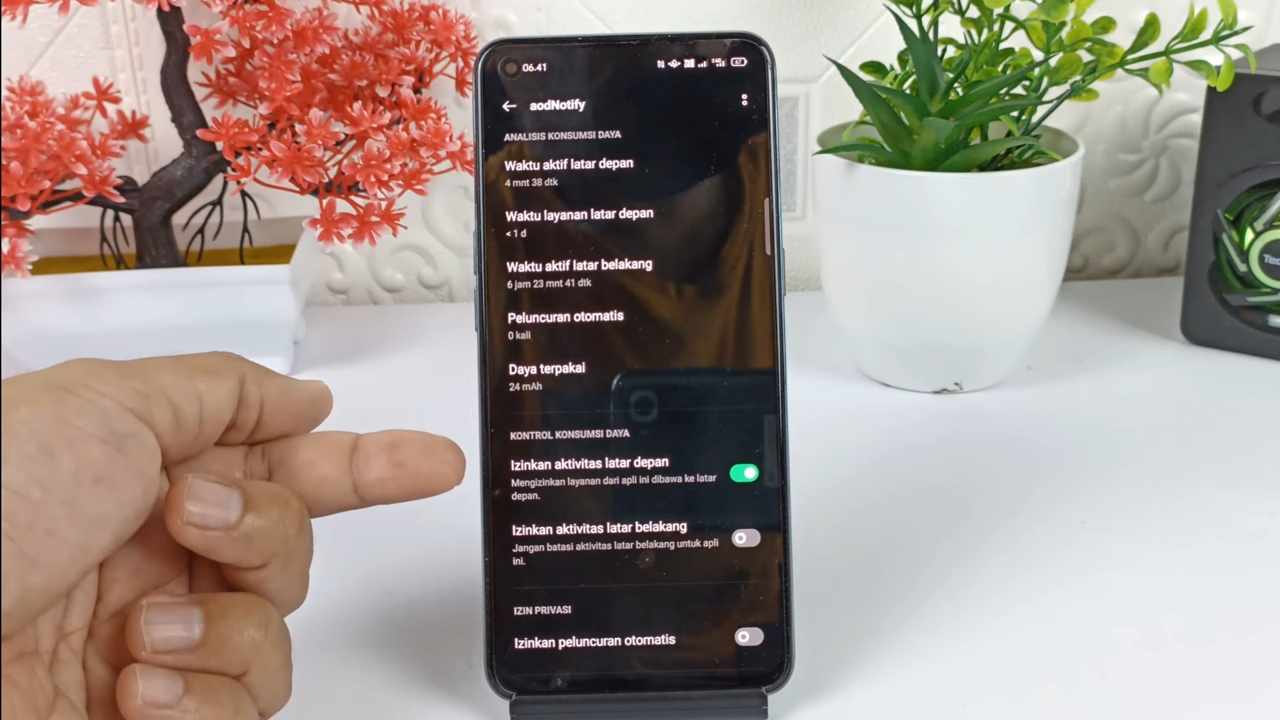 06.41
67
aodNotify
ANALISIS KONSUMSI DAYA
Waktu aktif latar depan
4 mnt 38 dtk
Waktu layanan latar depan
< 1 d
Waktu aktif latar belakang
6 jam 23 mnt 41 dtk
Peluncuran otomatis
0 kali
Daya terpakai
24 mAh
KONTROL KONSUMSI DAYA
Izinkan aktivitas latar depan
Mengizinkan layanan dari apli ini dibawa ke latar
depan.
Izinkan aktivitas latar belakang
Jangan batasi aktivitas latar belakang untuk apli
ini.
IZIN PRIVASI
Izinkan peluncuran otomatis